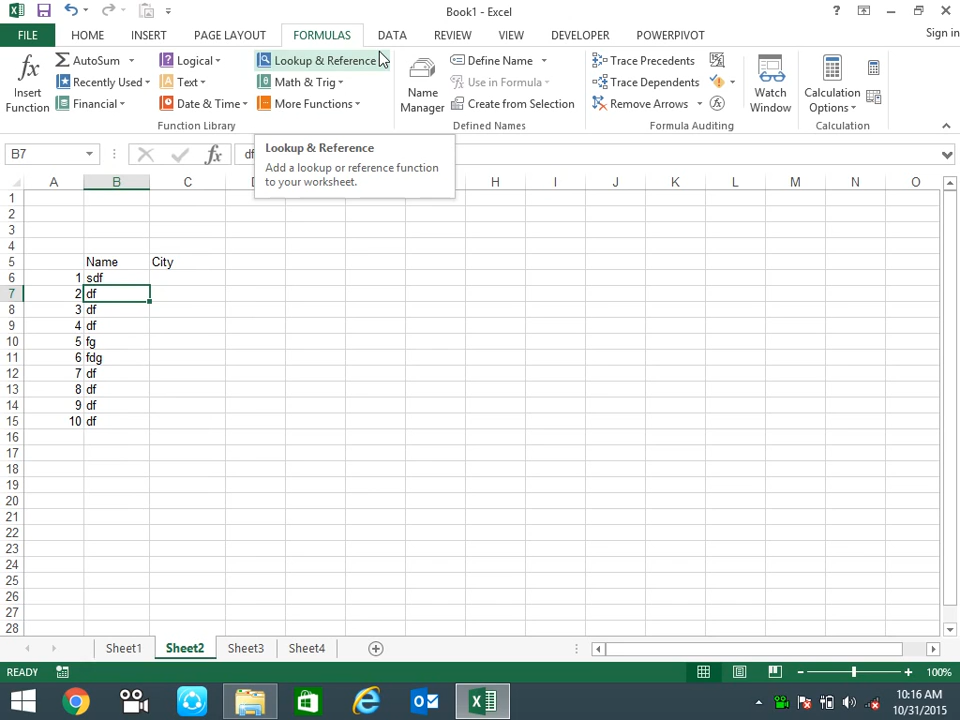 Book1 - Excel
Sign in
FILE HOME INSERT PAGE LAYOUT FORMULAS DATA REVIEW VIEW DEVELOPER POWERPIVOT
fx Insert Function
Σ AutoSum
Recently Used
Financial
Logical
Text
Date & Time
Lookup & Reference
Math & Trig
More Functions
Function Library
Name Manager
Define Name
Use in Formula
Create from Selection
Defined Names
Trace Precedents
Trace Dependents
Remove Arrows
fx
Formula Auditing
Watch Window
Calculation Options
Calculation
B7 fx df
Lookup & Reference
Add a lookup or reference function
to your worksheet.
A B C D H I J K L M N O
1
2
3
4
5 Name City
6 1 sdf
7 2 df
8 3 df
9 4 df
10 5 fg
11 6 fdg
12 7 df
13 8 df
14 9 df
15 10 df
16
17
18
19
20
21
22
23
24
25
26
27
28
Sheet1 Sheet2 Sheet3 Sheet4
READY 100%
10:16 AM
10/31/2015